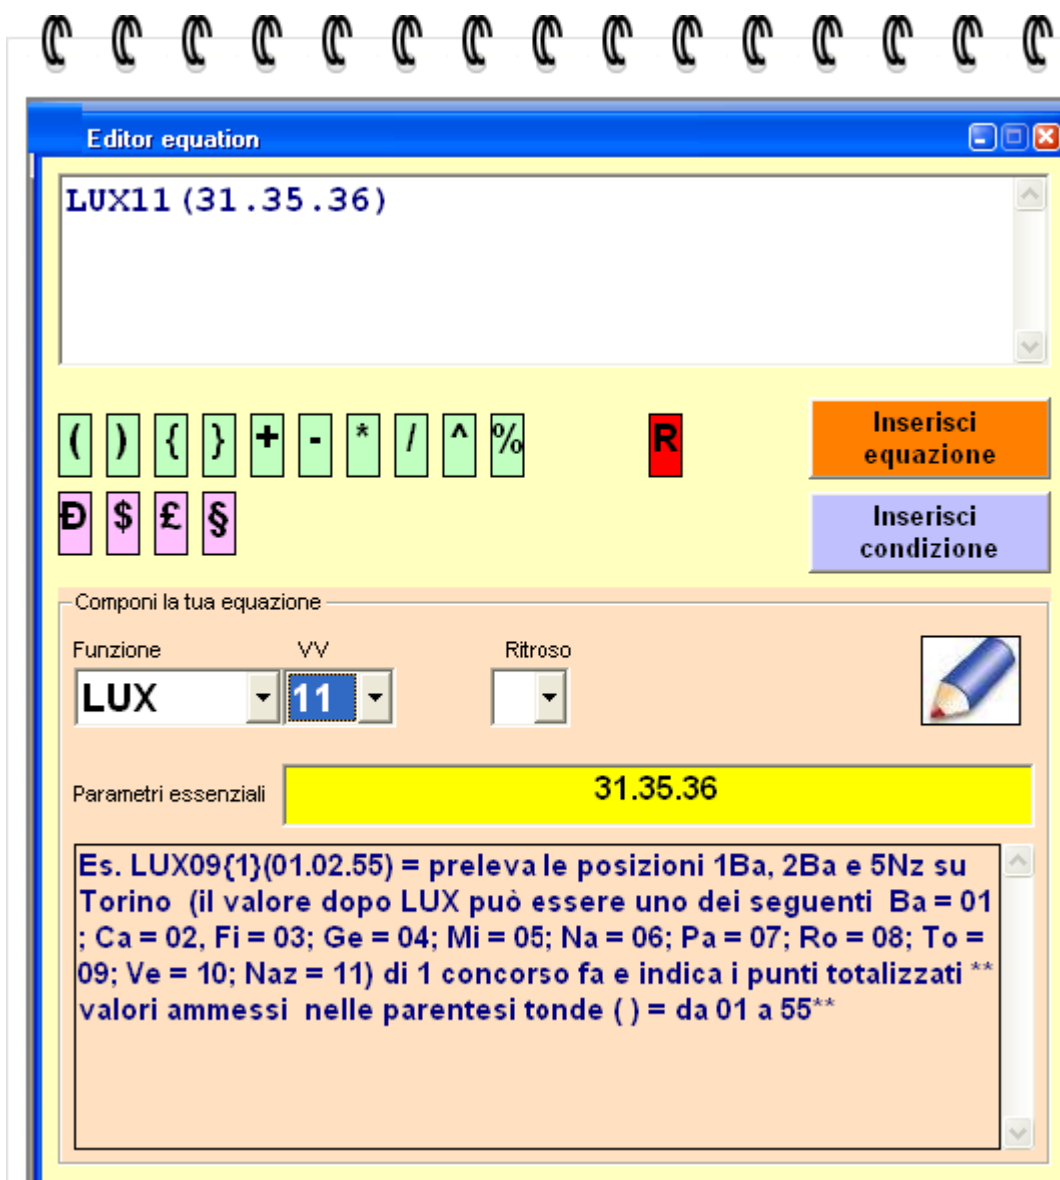 Editor equation
LUX11(31.35.36)
( ) { } + - * / ^ % R
Inserisci
equazione
Đ $ £ §
Inserisci
condizione
Componi la tua equazione
Funzione VV Ritroso
LUX 11
Parametri essenziali 31.35.36
Es. LUX09{1}(01.02.55) = preleva le posizioni 1Ba, 2Ba e 5Nz su
Torino (il valore dopo LUX può essere uno dei seguenti Ba = 01
; Ca = 02, Fi = 03; Ge = 04; Mi = 05; Na = 06; Pa = 07; Ro = 08; To =
09; Ve = 10; Naz = 11) di 1 concorso fa e indica i punti totalizzati **
valori ammessi nelle parentesi tonde ( ) = da 01 a 55**